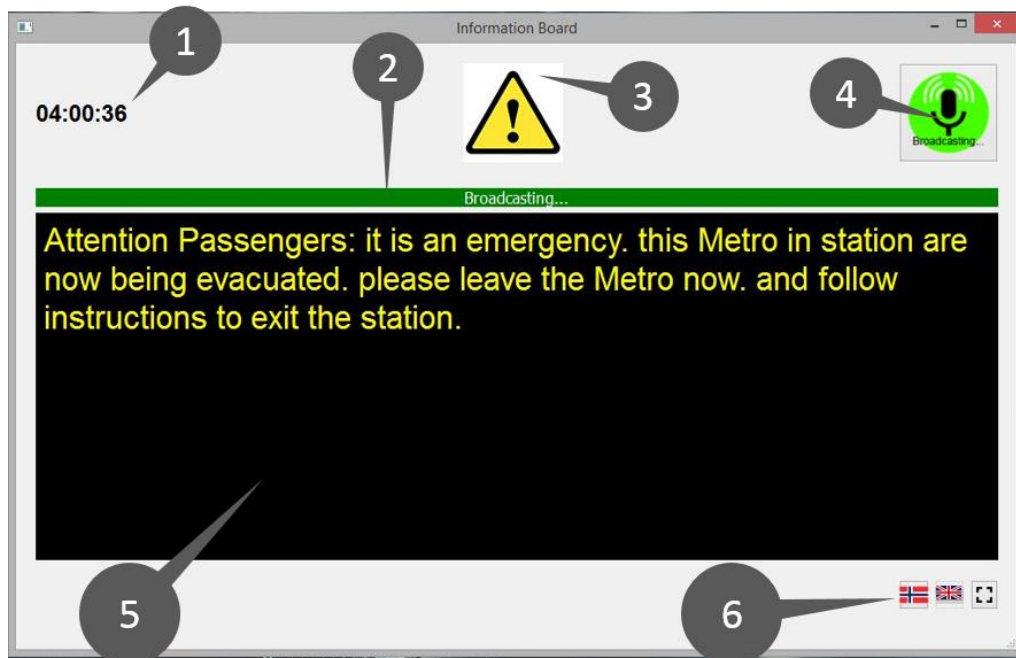 Information Board
1
2
3
4
04:00:36
Broadcasting...
Broadcasting...
Attention Passengers: it is an emergency. this Metro in station are
now being evacuated. please leave the Metro now. and follow
instructions to exit the station.
5
6